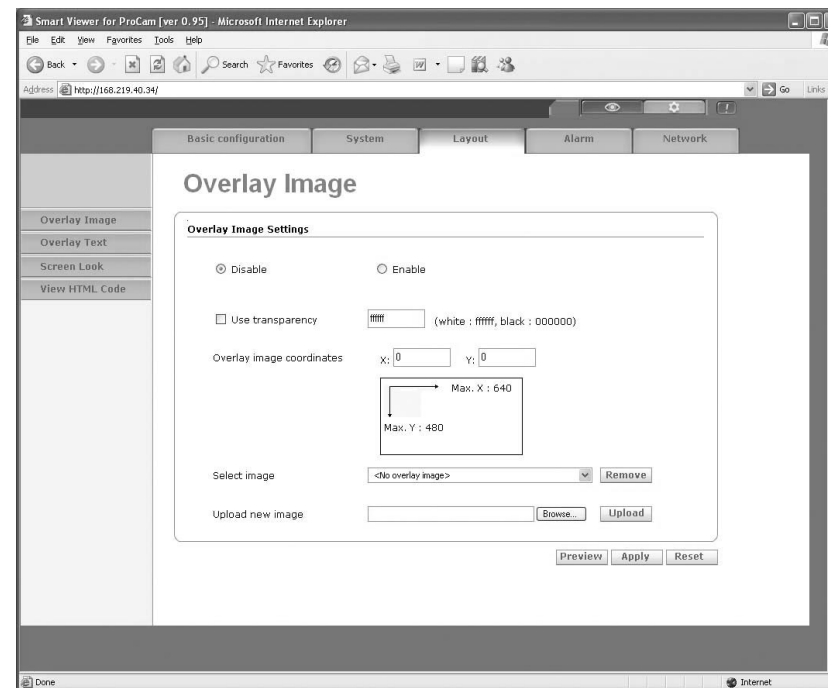 Smart Viewer for ProCam [ver 0.95] - Microsoft Internet Explorer
File Edit View Favorites Tools Help
Back Search Favorites
Address http://168.219.40.34/ Go Links
Basic configuration System Layout Alarm Network
Overlay Image
Overlay Image
Overlay Text
Screen Look
View HTML Code
Overlay Image Settings
Disable Enable
Use transparency ffffff (white : ffffff, black : 000000)
Overlay image coordinates X: 0 Y: 0
Max. X : 640
Max. Y : 480
Select image <No overlay image> Remove
Upload new image Browse... Upload
Preview Apply Reset
Done Internet